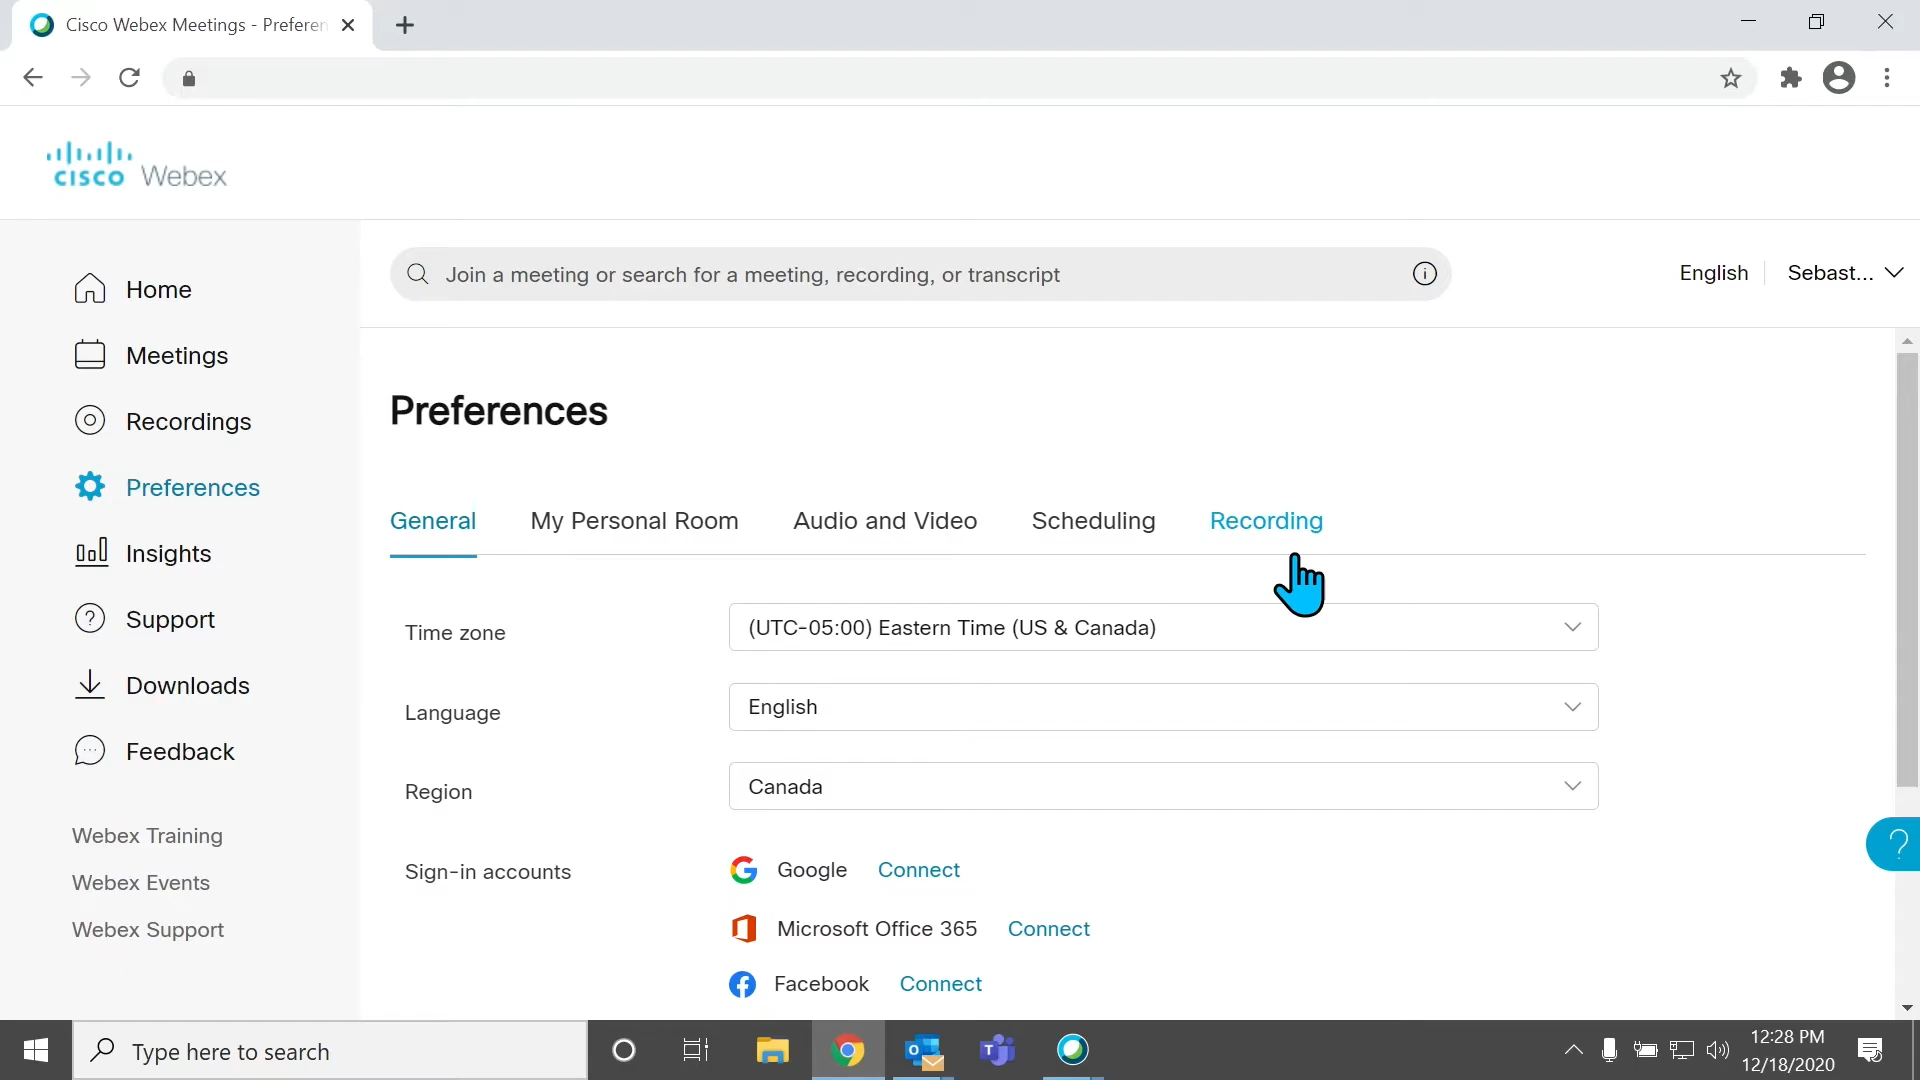 Cisco Webex Meetings - Preferen
cisco Webex
Join a meeting or search for a meeting, recording, or transcript
English
Sebast...
Home
Meetings
Recordings
Preferences
Insights
Support
Downloads
Feedback
Webex Training
Webex Events
Webex Support
Preferences
General My Personal Room Audio and Video Scheduling Recording
Time zone (UTC-05:00) Eastern Time (US & Canada)
Language English
Region Canada
Sign-in accounts Google Connect
Microsoft Office 365 Connect
Facebook Connect
Type here to search
12:28 PM
12/18/2020